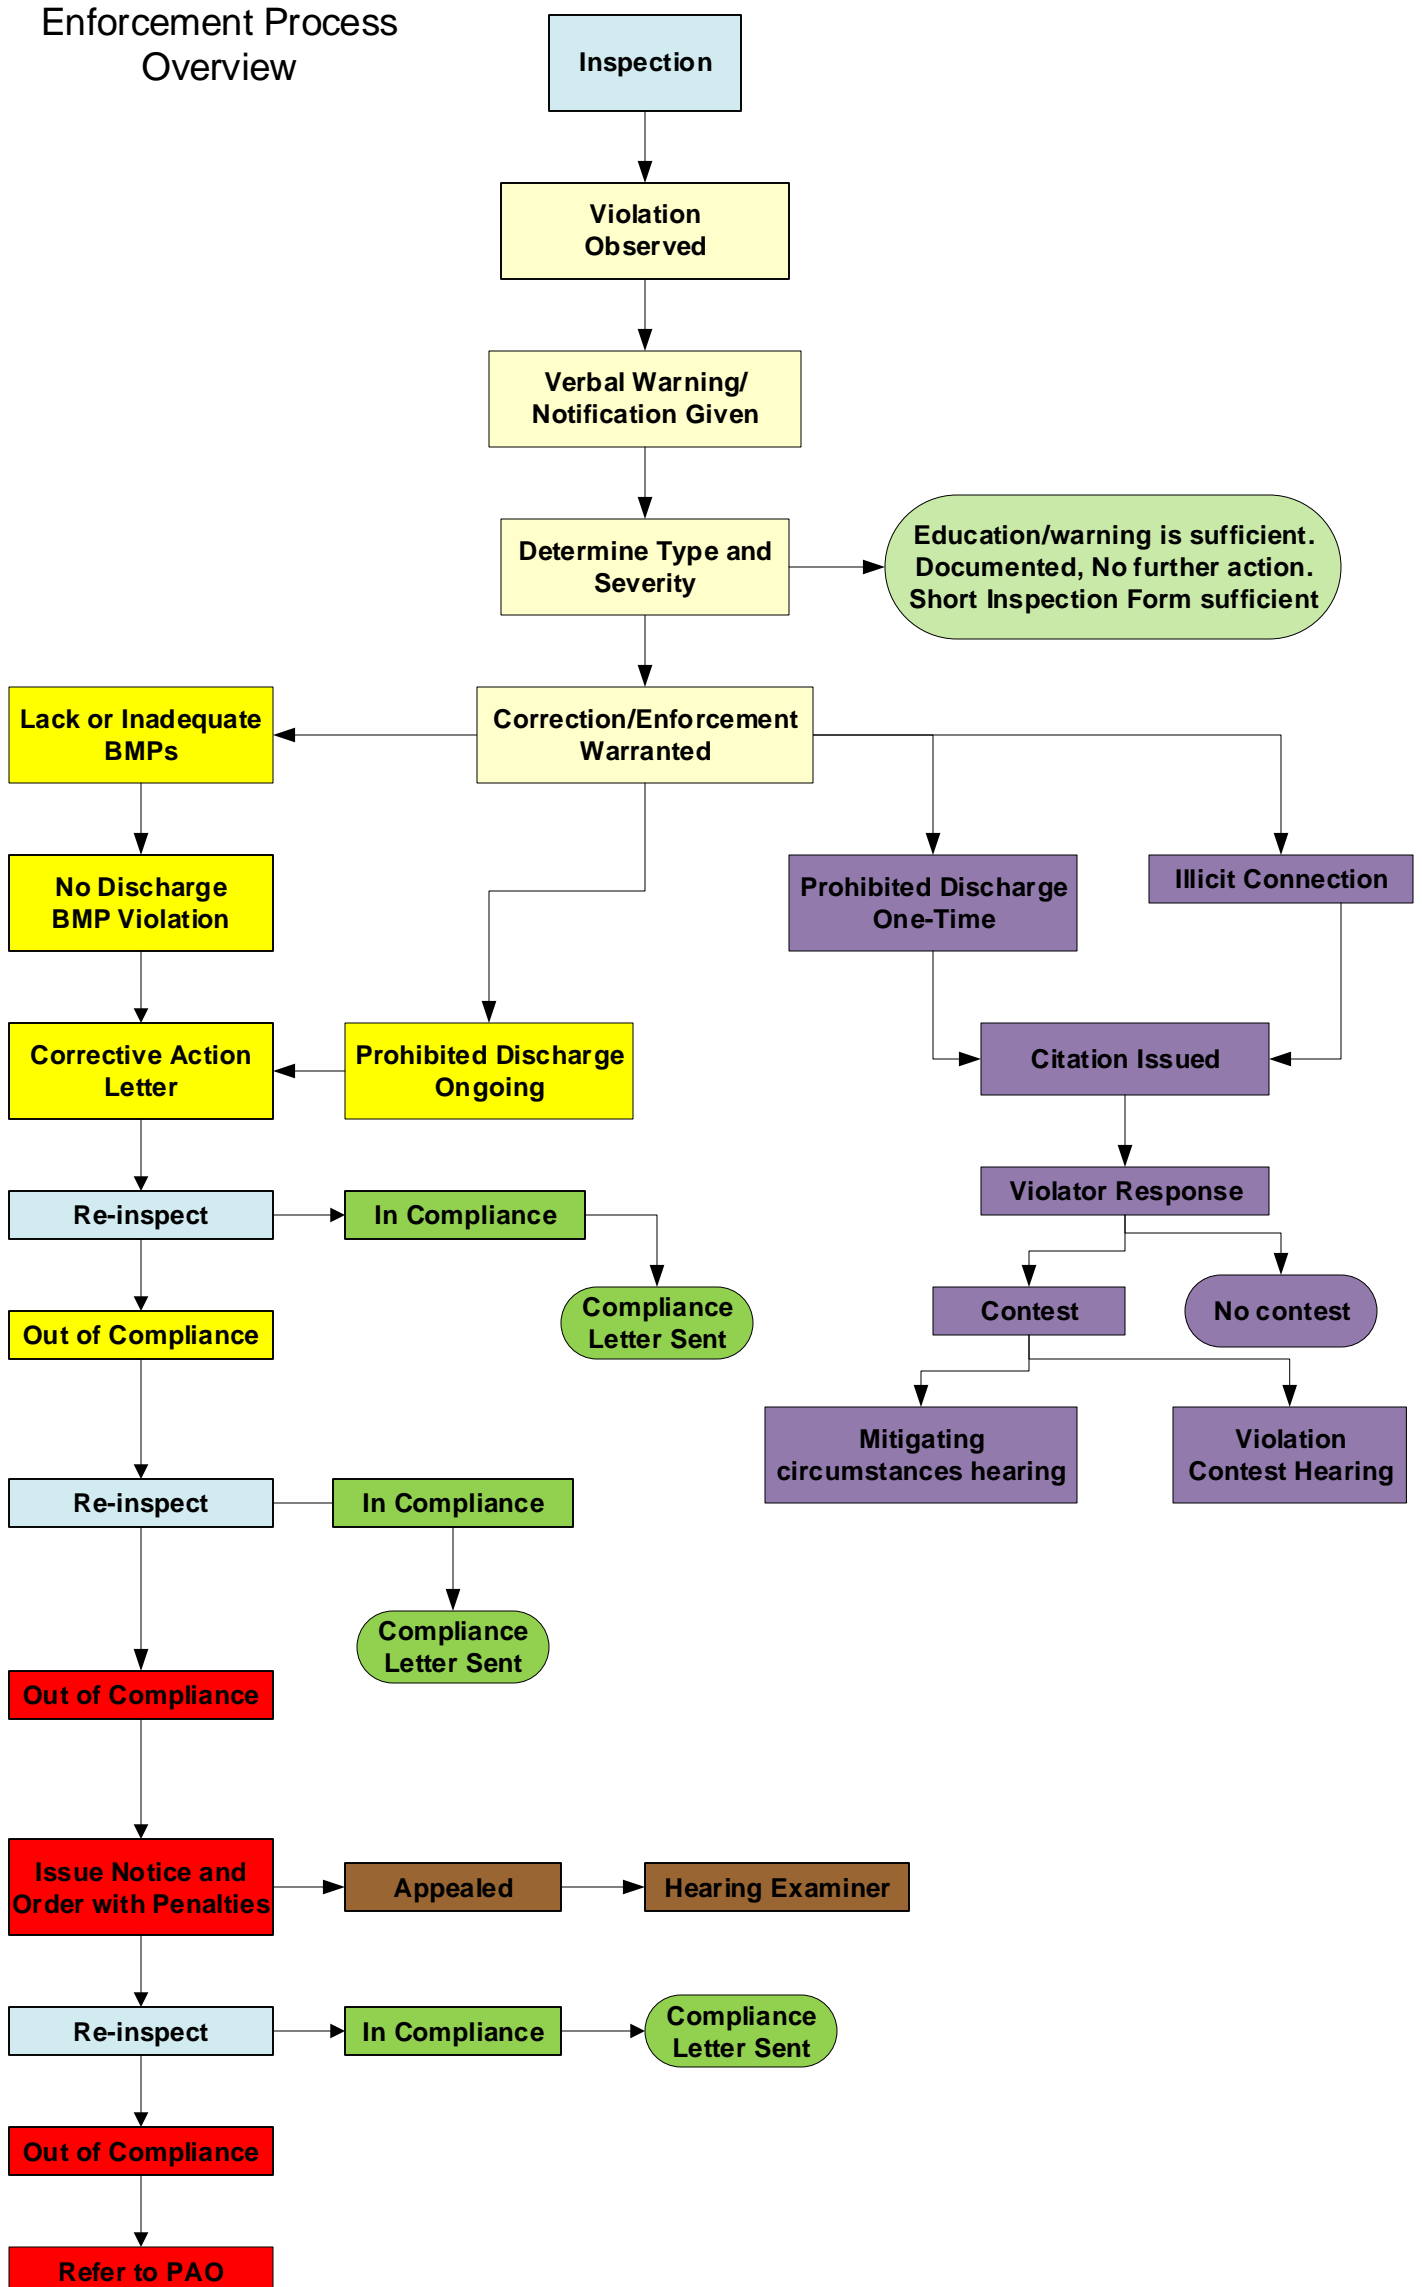 Enforcement Process
Overview
Inspection
Violation
Observed
Verbal Warning/
Notification Given
Determine Type and
Severity
Education/warning is sufficient.
Documented, No further action.
Short Inspection Form sufficient
Lack or Inadequate
BMPs
Correction/Enforcement
Warranted
No Discharge
BMP Violation
Prohibited Discharge
One-Time
Illicit Connection
Corrective Action
Letter
Prohibited Discharge
Ongoing
Citation Issued
Re-inspect
In Compliance
Violator Response
Compliance
Letter Sent
Contest
No contest
Out of Compliance
Mitigating
circumstances hearing
Violation
Contest Hearing
Re-inspect
In Compliance
Compliance
Letter Sent
Out of Compliance
Issue Notice and
Order with Penalties
Appealed
Hearing Examiner
Re-inspect
In Compliance
Compliance
Letter Sent
Out of Compliance
Refer to PAO